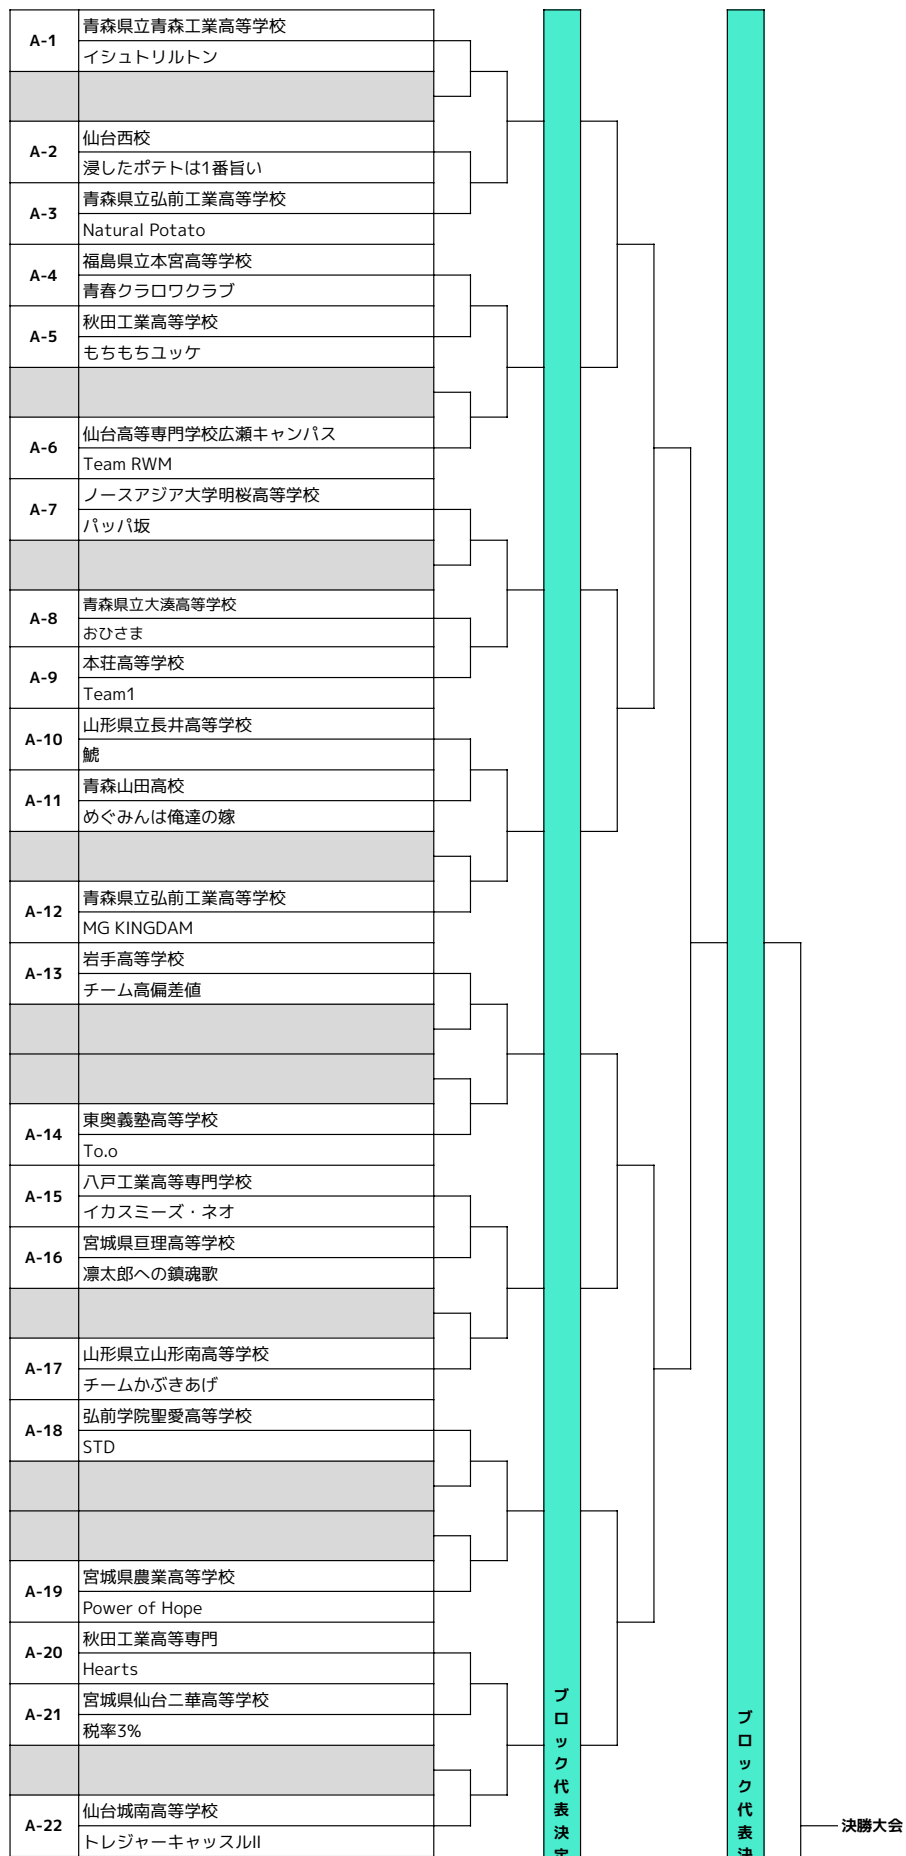 A-1
青森県立青森工業高等学校
イシュトリルトン
A-2
仙台西校
浸したポテトは1番旨い
A-3
青森県立弘前工業高等学校
Natural Potato
A-4
福島県立本宮高等学校
青春クラロワクラブ
A-5
秋田工業高等学校
もちもちユッケ
A-6
仙台高等専門学校広瀬キャンパス
Team RWM
A-7
ノースアジア大学明桜高等学校
パッパ坂
A-8
青森県立大湊高等学校
おひさま
A-9
本荘高等学校
Team1
A-10
山形県立長井高等学校
鯱
A-11
青森山田高校
めぐみんは俺達の嫁
A-12
青森県立弘前工業高等学校
MG KINGDAM
A-13
岩手高等学校
チーム高偏差値
A-14
東奥義塾高等学校
To.o
A-15
八戸工業高等専門学校
イカスミーズ・ネオ
A-16
宮城県亘理高等学校
凛太郎への鎮魂歌
A-17
山形県立山形南高等学校
チームかぶきあげ
A-18
弘前学院聖愛高等学校
STD
A-19
宮城県農業高等学校
Power of Hope
A-20
秋田工業高等専門
Hearts
A-21
宮城県仙台二華高等学校
税率3%
A-22
仙台城南高等学校
トレジャーキャッスルII
ブロック代表決定
ブロック代表決
決勝大会